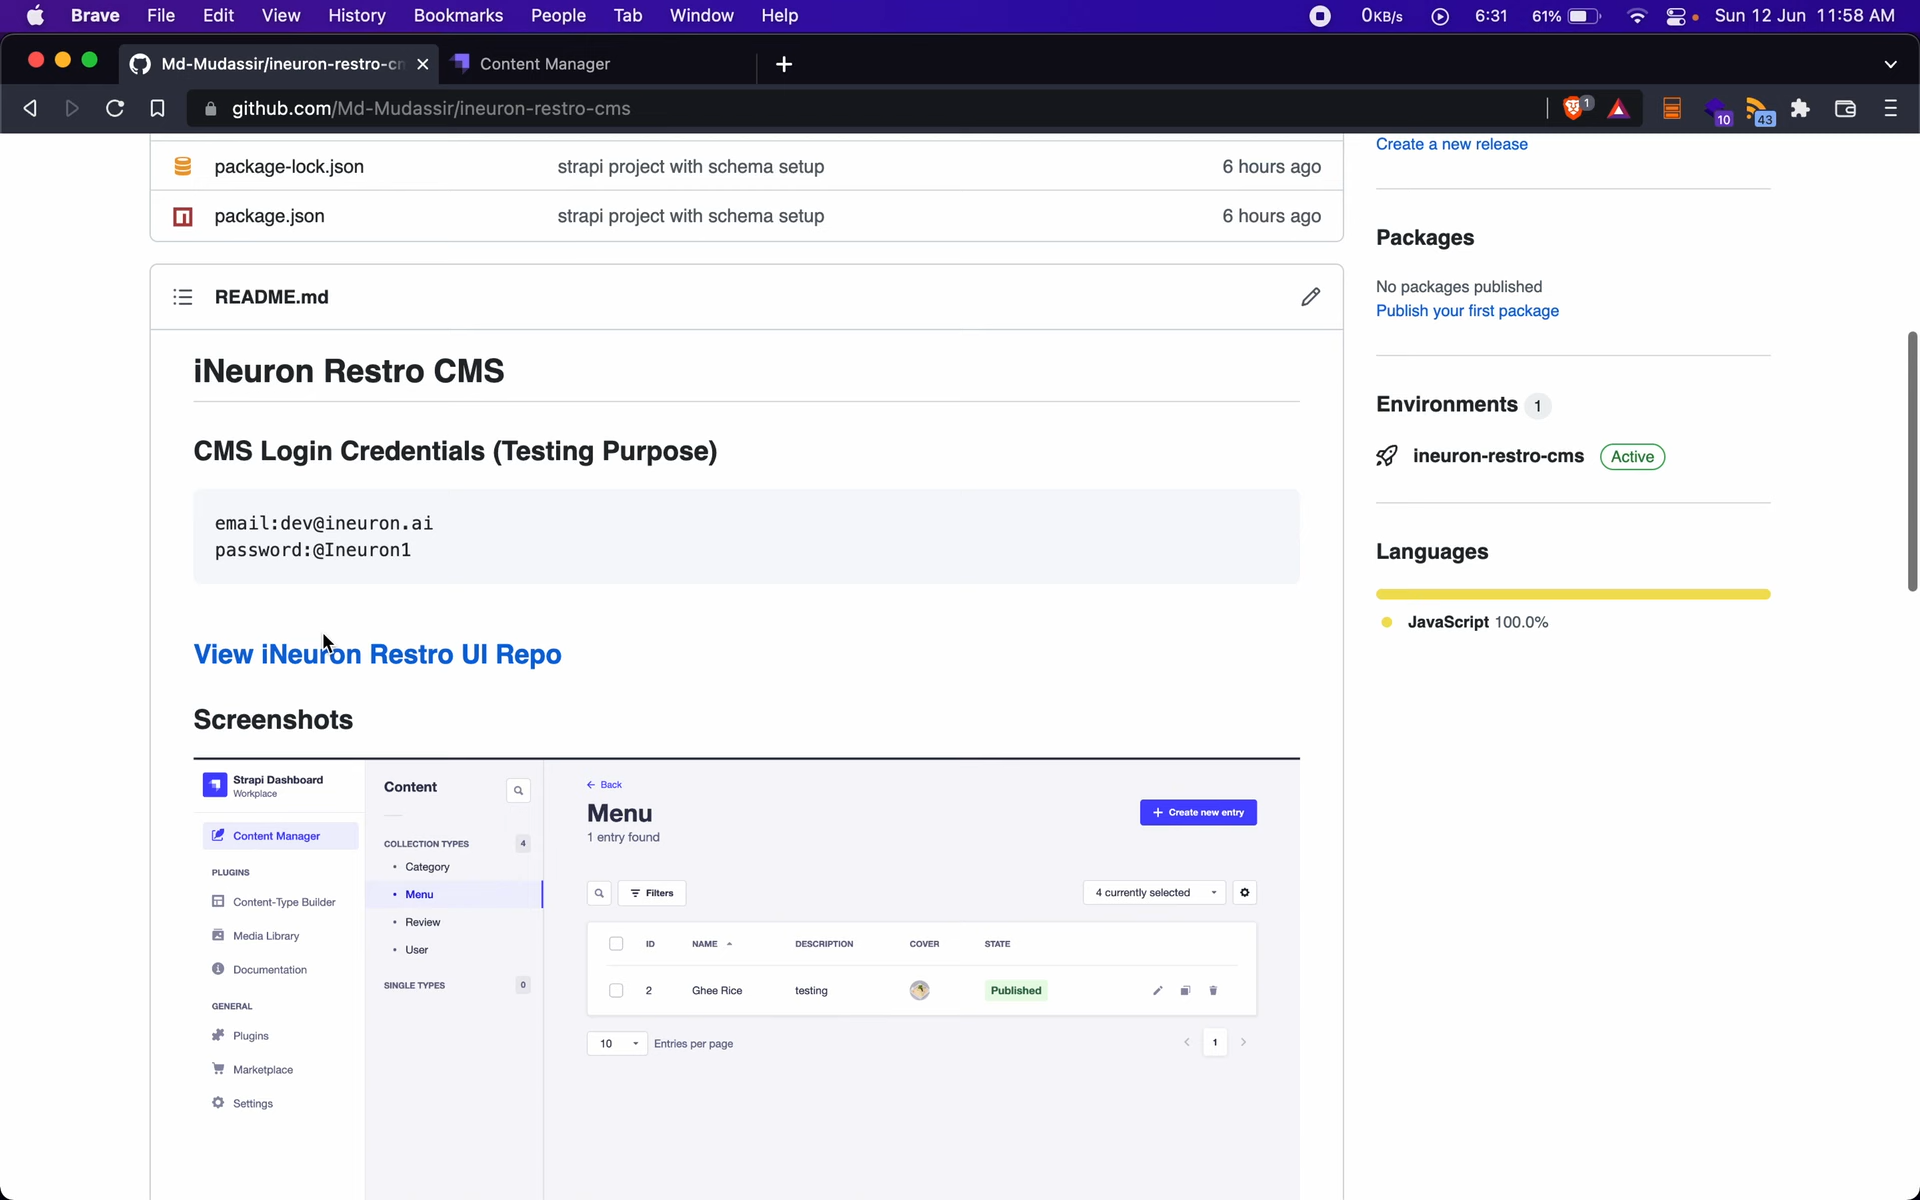 Brave File Edit View History Bookmarks People Tab Window Help 0KB/s 6:31 61% Sun 12 Jun 11:58 AM
Md-Mudassir/ineuron-restro-cm Content Manager
github.com/Md-Mudassir/ineuron-restro-cms 1 10 43
package-lock.json strapi project with schema setup 6 hours ago
package.json strapi project with schema setup 6 hours ago
README.md
iNeuron Restro CMS
CMS Login Credentials (Testing Purpose)
email:dev@ineuron.ai
password:@Ineuron1
View iNeuron Restro UI Repo
Screenshots
Strapi Dashboard
Workplace
Content Manager
PLUGINS
Content-Type Builder
Media Library
Documentation
GENERAL
Plugins
Marketplace
Settings
Content
COLLECTION TYPES 4
Category
Menu
Review
User
SINGLE TYPES 0
Back
Menu
1 entry found
Create new entry
Filters
4 currently selected
ID NAME DESCRIPTION COVER STATE
2 Ghee Rice testing Published
10 Entries per page 1
Create a new release
Packages
No packages published
Publish your first package
Environments 1
ineuron-restro-cms Active
Languages
JavaScript 100.0%